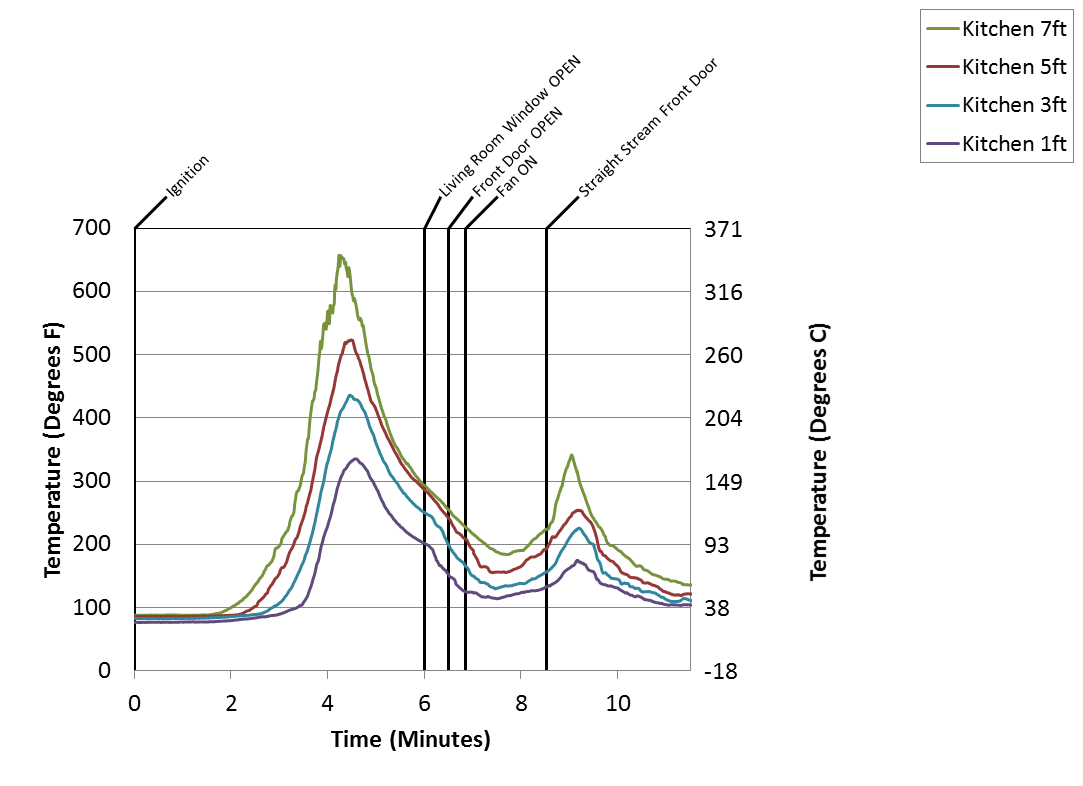 Kitchen 7ft
Kitchen 5ft
Kitchen 3ft
Kitchen 1ft
Ignition
Living Room Window OPEN
Front Door OPEN
Fan ON
Straight Stream Front Door
700
600
500
400
300
200
100
0
Temperature (Degrees F)
371
316
260
204
149
93
38
-18
Temperature (Degrees C)
0
2
4
6
8
10
Time (Minutes)